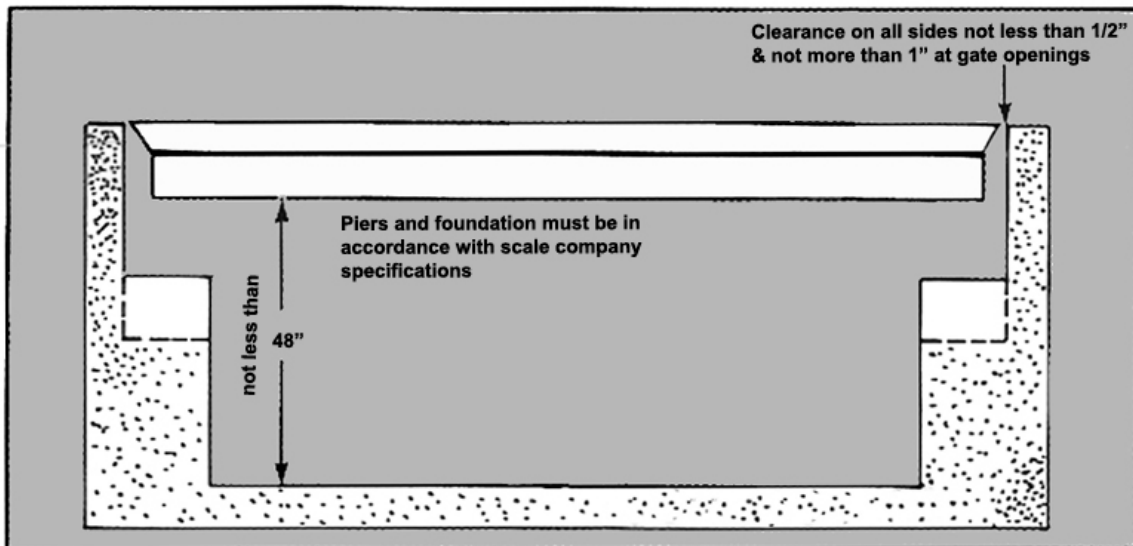 Clearance on all sides not less than 1/2”
& not more than 1” at gate openings
Piers and foundation must be in
accordance with scale company
specifications
not less than
48”